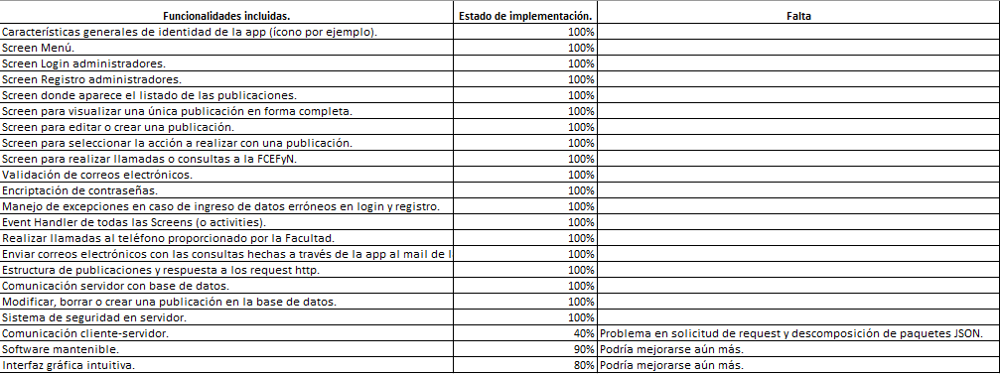 Funcionalidades incluidas. Estado de implementación. Falta
Características generales de identidad de la app (ícono por ejemplo). 100%
Screen Menú. 100%
Screen Login administradores. 100%
Screen Registro administradores. 100%
Screen donde aparece el listado de las publicaciones. 100%
Screen para visualizar una única publicación en forma completa. 100%
Screen para editar o crear una publicación. 100%
Screen para seleccionar la acción a realizar con una publicación. 100%
Screen para realizar llamadas o consultas a la FCEFyN. 100%
Validación de correos electrónicos. 100%
Encriptación de contraseñas. 100%
Manejo de excepciones en caso de ingreso de datos erróneos en login y registro. 100%
Event Handler de todas las Screens (o activities). 100%
Realizar llamadas al teléfono proporcionado por la Facultad. 100%
Enviar correos electrónicos con las consultas hechas a través de la app al mail de 100%
Estructura de publicaciones y respuesta a los request http. 100%
Comunicación servidor con base de datos. 100%
Modificar, borrar o crear una publicación en la base de datos. 100%
Sistema de seguridad en servidor. 100%
Comunicación cliente-servidor. 40% Problema en solicitud de request y descomposición de paquetes JSON.
Software mantenible. 90% Podría mejorarse aún más.
Interfaz gráfica intuitiva. 80% Podría mejorarse aún más.